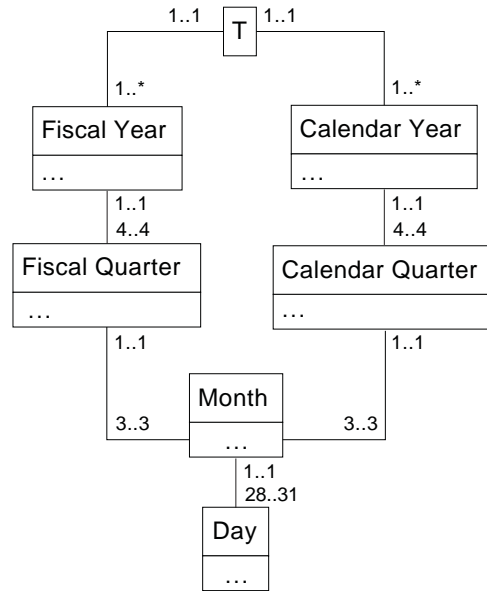 1..1 T 1..1
1..* 1..*
Fiscal Year Calendar Year
... ...
1..1 1..1
4..4 4..4
Fiscal Quarter Calendar Quarter
... ...
1..1 1..1
Month
3..3 ... 3..3
1..1
28..31
Day
...